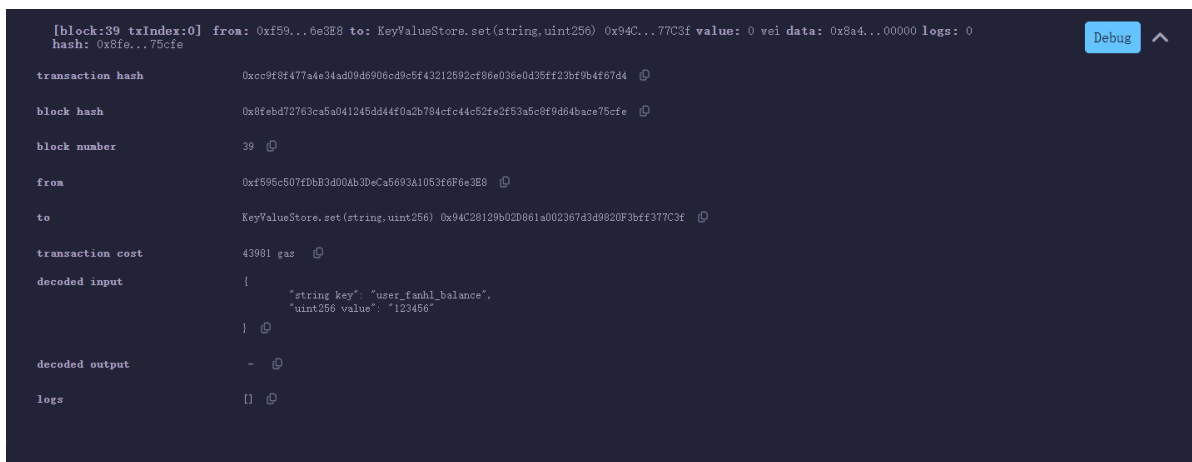 [block:39 txIndex:0] from: 0xf59...6e3E8 to: KeyValueStore.set(string,uint256) 0x94C...77C3f value: 0 wei data: 0x8a4...00000 logs: 0
hash: 0x8fe...75cfe
Debug
transaction hash 0xcc9f8f477a4e34ad09d6906cd9c5f43212592cf86e036e0d35ff23bf9b4f67d4
block hash 0x8febd72763ca5a041245dd44f0a2b784cfc44c52fe2f53a5c8f9d64bace75cfe
block number 39
from 0xf595c507fDbB3d00Ab3DeCa5693A1053f6F6e3E8
to KeyValueStore.set(string,uint256) 0x94C28129b02D861a002367d3d9820F3bff377C3f
transaction cost 43981 gas
decoded input {
"string key": "user_fanhl_balance",
"uint256 value": "123456"
}
decoded output -
logs []